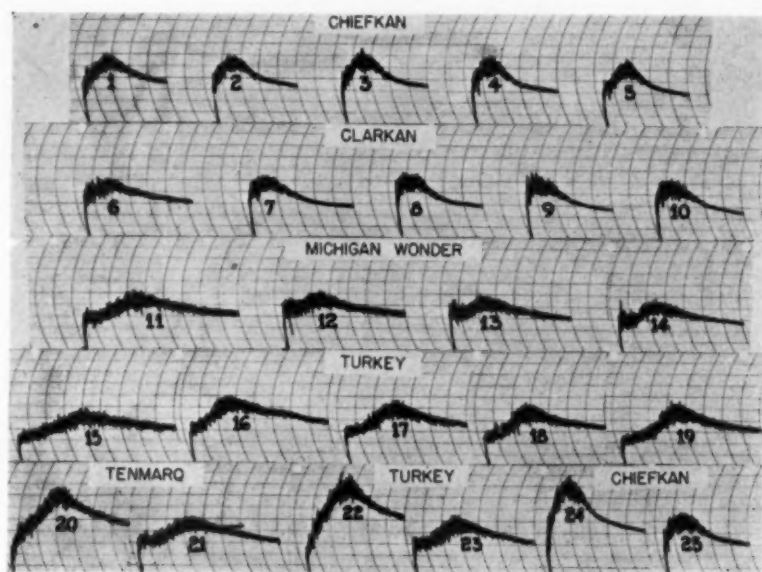 CHIEFKAN
1 2 3 4 5
CLARKAN
6 7 8 9 10
MICHIGAN WONDER
11 12 13 14
TURKEY
15 16 17 18 19
TENMARQ TURKEY CHIEFKAN
20 21 22 23 24 25